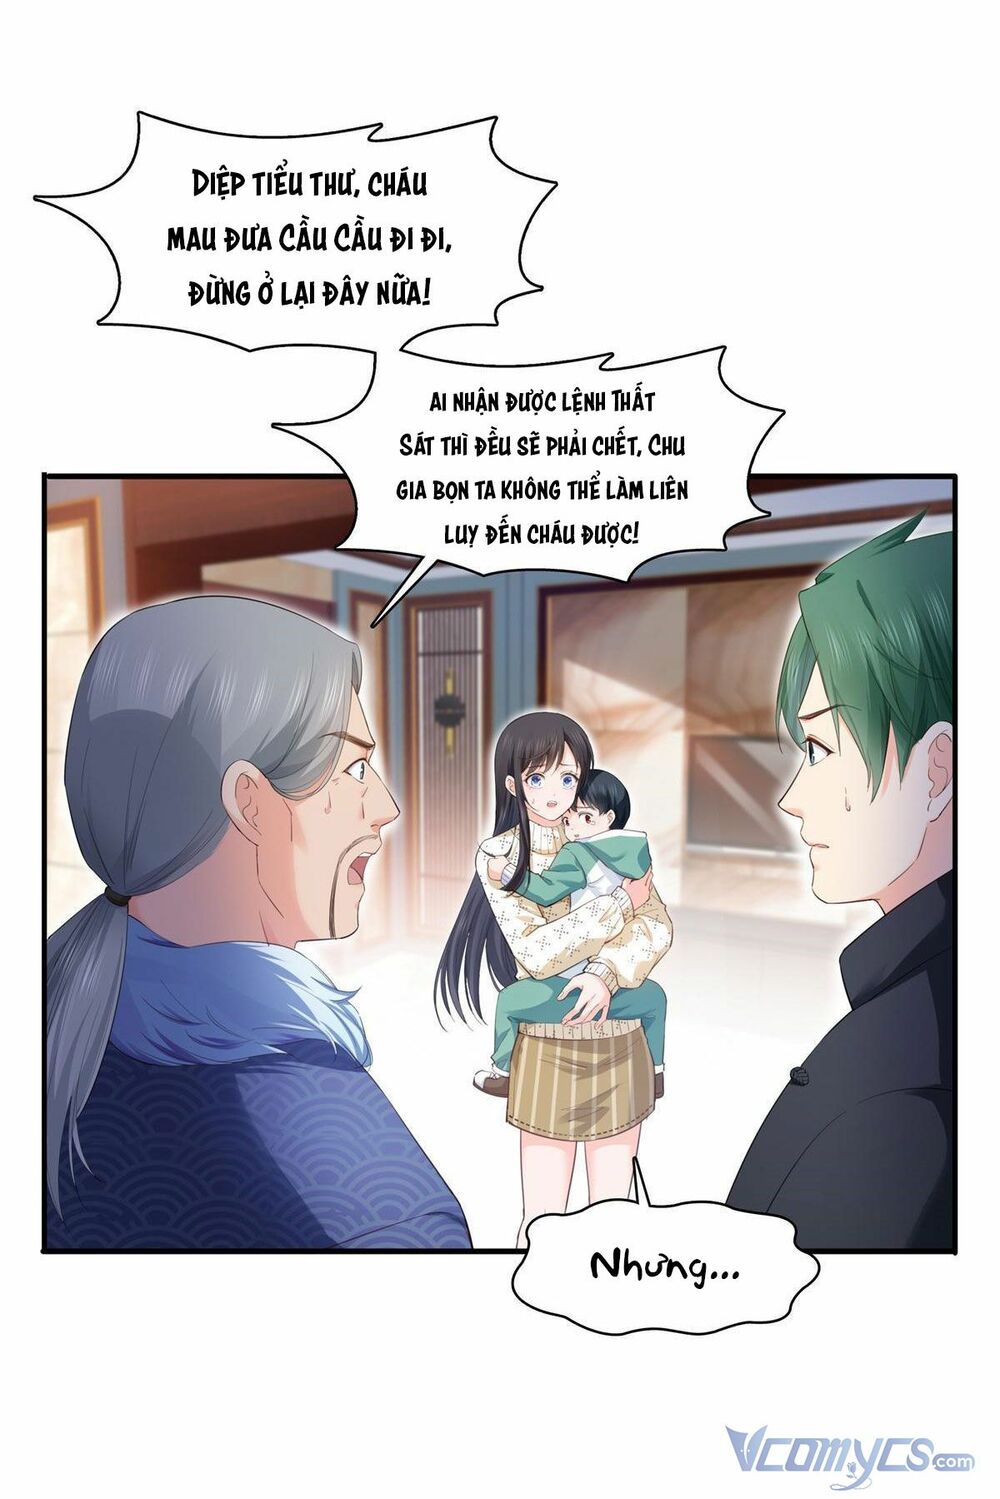 DIỆP TIỂU THƯ, CHÁU
MAU ĐƯA CẦU CẦU ĐI ĐI,
ĐỪNG Ở LẠI ĐÂY NỮA!
AI NHẬN ĐƯỢC LỆNH THẤT
SÁT THÌ ĐỀU SẼ PHẢI CHẾT, CHU
GIA BỌN TA KHÔNG THỂ LÀM LIÊN
LUỴ ĐẾN CHÁU ĐƯỢC!
NHƯNG...
VCOMYCS.com